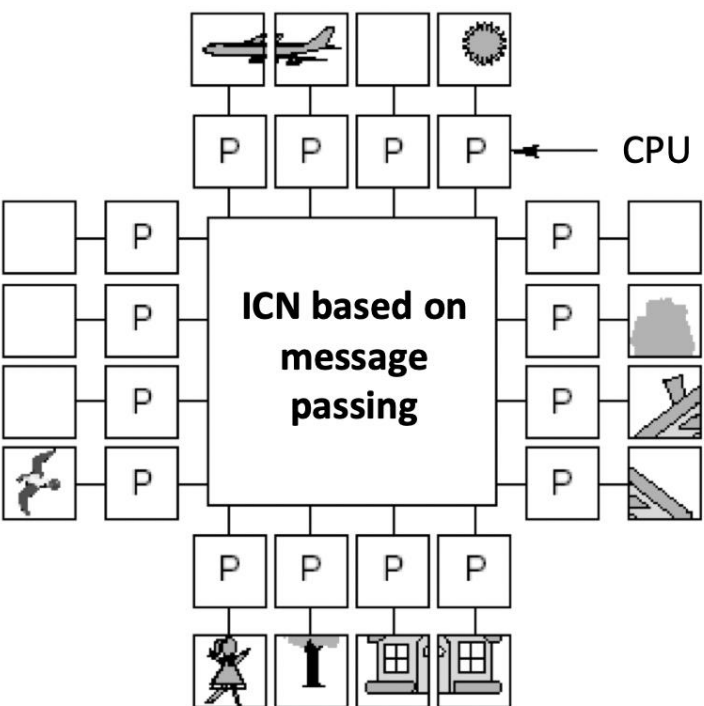 P P P P CPU
P P
ICN based on
P P
message
P P
passing
P P
P P P P